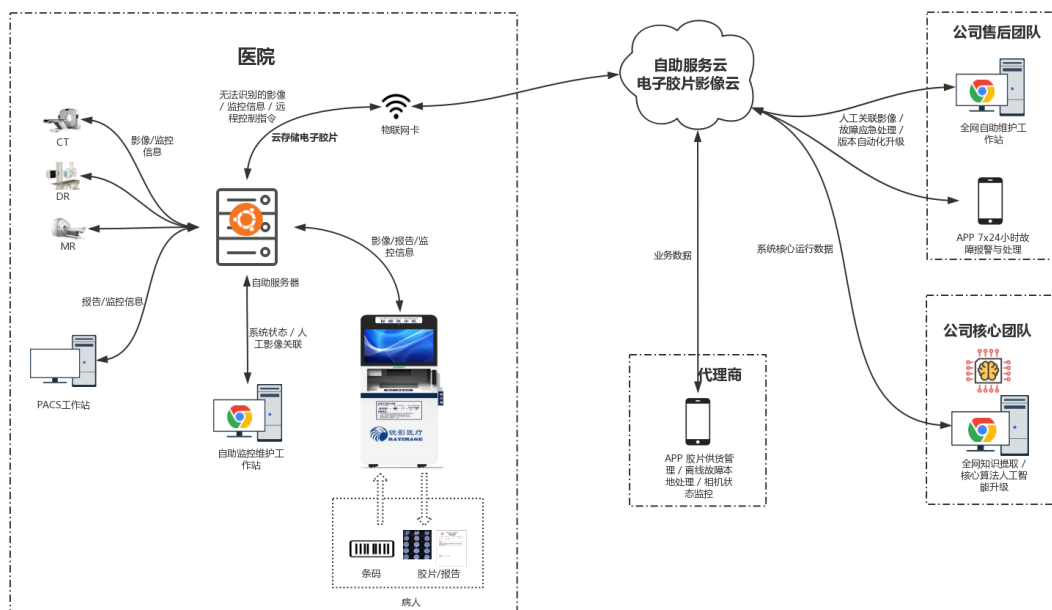 医院
无法识别的影像
/ 监控信息 / 远
程控制指令
云存储电子胶片
物联网卡
CT
影像/监控
信息
DR
MR
自助服务器
影像/报告/监
控信息
报告/监控信息
PACS工作站
系统状态 / 人
工影像关联
自助监控维护工
作站
锐影医疗
RAYIMAGE
条码
胶片/报告
病人
自助服务云
电子胶片影像云
业务数据
系统核心运行数据
代理商
APP 胶片供货管
理 / 离线故障本
地处理 / 相机状
态监控
公司售后团队
人工关联影像 /
故障应急处理 /
版本自动化升级
全网自助维护工
作站
APP 7x24小时故
障报警与处理
公司核心团队
全网知识提取 /
核心算法人工智
能升级